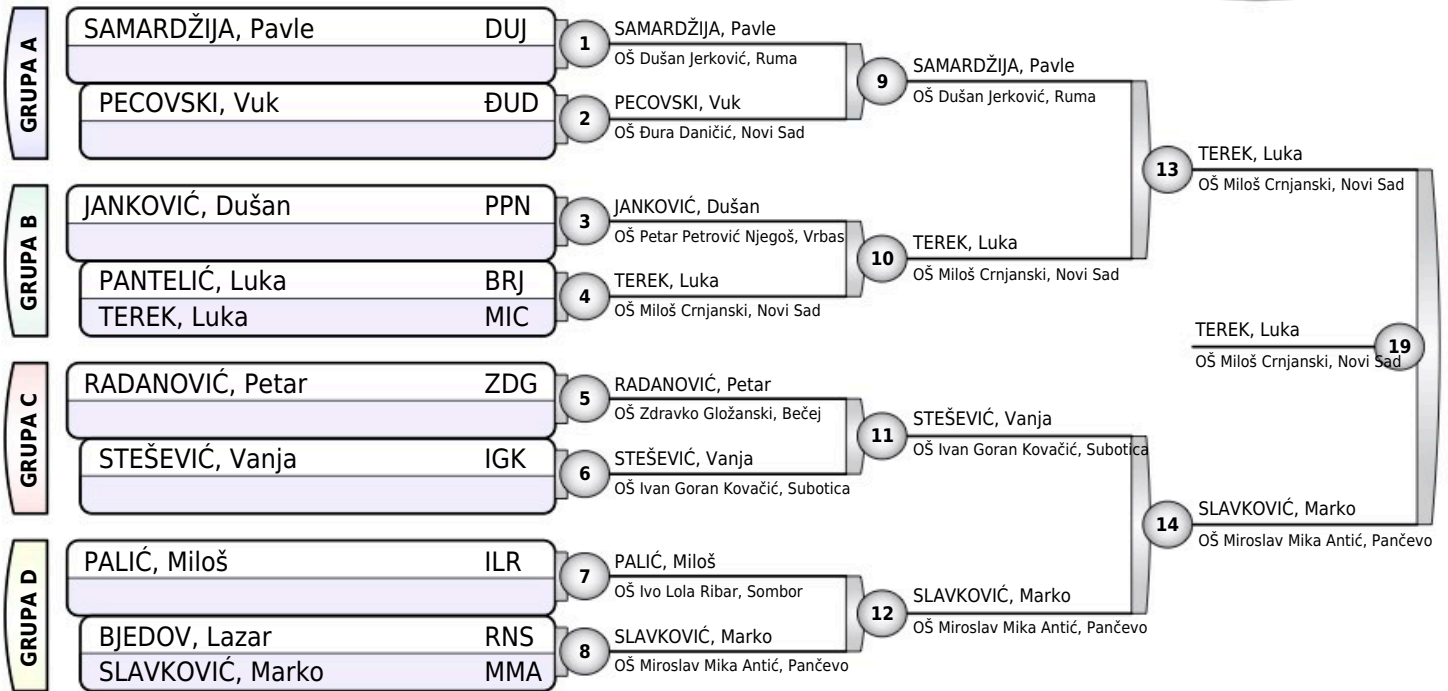 GRUPA A
SAMARDŽIJA, Pavle DUJ
PECOVSKI, Vuk ĐUD
GRUPA B
JANKOVIĆ, Dušan PPN
PANTELIĆ, Luka BRJ
TEREK, Luka MIC
GRUPA C
RADANOVIĆ, Petar ZDG
STEŠEVIĆ, Vanja IGK
GRUPA D
PALIĆ, Miloš ILR
BJEDOV, Lazar RNS
SLAVKOVIĆ, Marko MMA
1
SAMARDŽIJA, Pavle
OŠ Dušan Jerković, Ruma
2
PECOVSKI, Vuk
OŠ Đura Daničić, Novi Sad
3
JANKOVIĆ, Dušan
OŠ Petar Petrović Njegoš, Vrbas
4
TEREK, Luka
OŠ Miloš Crnjanski, Novi Sad
5
RADANOVIĆ, Petar
OŠ Zdravko Gložanski, Bečej
6
STEŠEVIĆ, Vanja
OŠ Ivan Goran Kovačić, Subotica
7
PALIĆ, Miloš
OŠ Ivo Lola Ribar, Sombor
8
SLAVKOVIĆ, Marko
OŠ Miroslav Mika Antić, Pančevo
9
SAMARDŽIJA, Pavle
OŠ Dušan Jerković, Ruma
10
TEREK, Luka
OŠ Miloš Crnjanski, Novi Sad
11
STEŠEVIĆ, Vanja
OŠ Ivan Goran Kovačić, Subotica
12
SLAVKOVIĆ, Marko
OŠ Miroslav Mika Antić, Pančevo
13
TEREK, Luka
OŠ Miloš Crnjanski, Novi Sad
14
SLAVKOVIĆ, Marko
OŠ Miroslav Mika Antić, Pančevo
TEREK, Luka
19
OŠ Miloš Crnjanski, Novi Sad